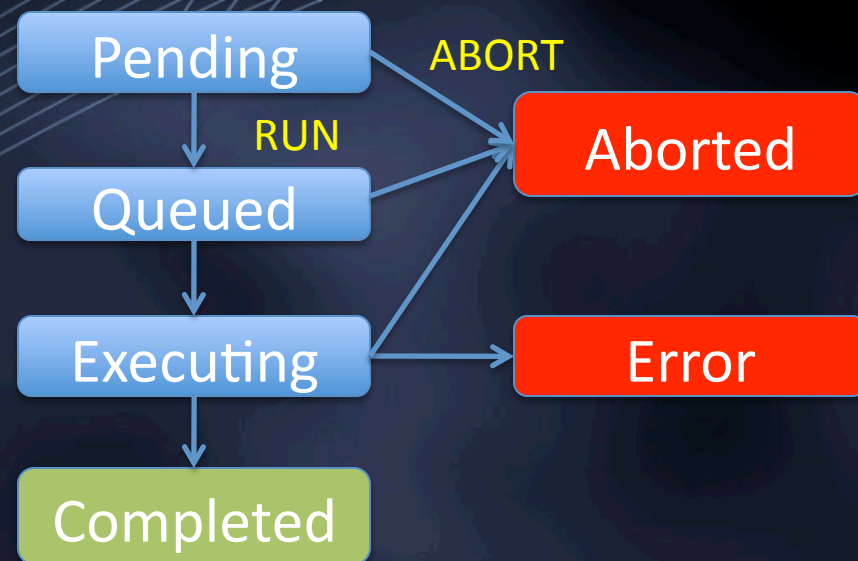 Pending
ABORT
RUN
Aborted
Queued
Executing
Error
Completed